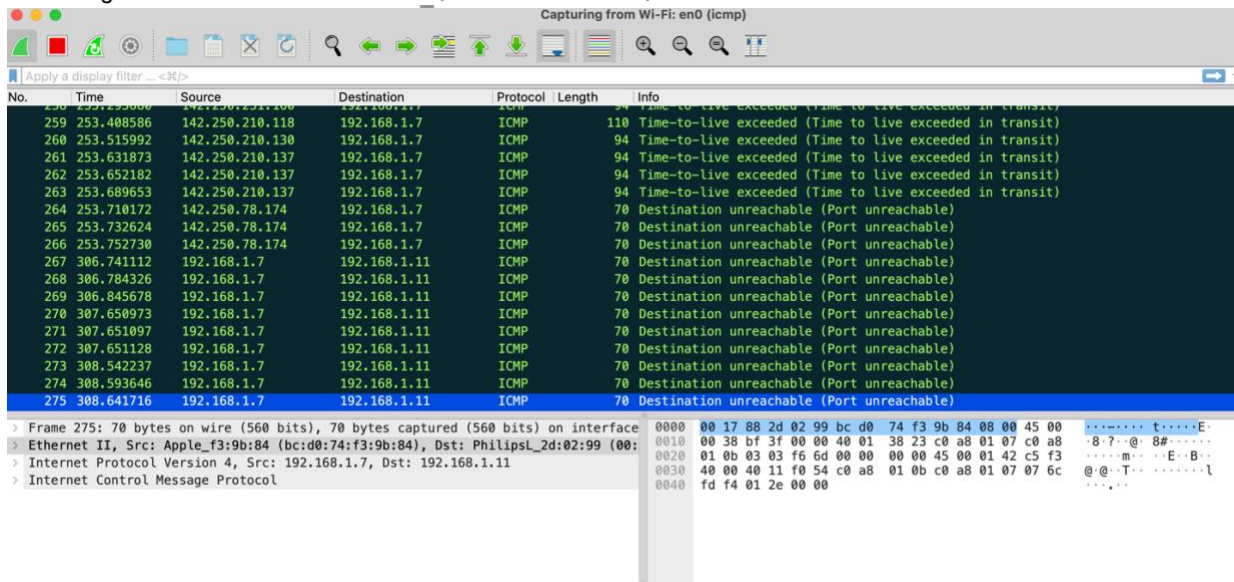 Capturing from Wi-Fi: en0 (icmp)
Apply a display filter ... <⌘/>
No. Time Source Destination Protocol Length Info
259 253.408586 142.250.210.118 192.168.1.7 ICMP 110 Time-to-live exceeded (Time to live exceeded in transit)
260 253.515992 142.250.210.130 192.168.1.7 ICMP 94 Time-to-live exceeded (Time to live exceeded in transit)
261 253.631873 142.250.210.137 192.168.1.7 ICMP 94 Time-to-live exceeded (Time to live exceeded in transit)
262 253.652182 142.250.210.137 192.168.1.7 ICMP 94 Time-to-live exceeded (Time to live exceeded in transit)
263 253.689653 142.250.210.137 192.168.1.7 ICMP 94 Time-to-live exceeded (Time to live exceeded in transit)
264 253.710172 142.250.78.174 192.168.1.7 ICMP 70 Destination unreachable (Port unreachable)
265 253.732624 142.250.78.174 192.168.1.7 ICMP 70 Destination unreachable (Port unreachable)
266 253.752730 142.250.78.174 192.168.1.7 ICMP 70 Destination unreachable (Port unreachable)
267 306.741112 192.168.1.7 192.168.1.11 ICMP 70 Destination unreachable (Port unreachable)
268 306.784326 192.168.1.7 192.168.1.11 ICMP 70 Destination unreachable (Port unreachable)
269 306.845678 192.168.1.7 192.168.1.11 ICMP 70 Destination unreachable (Port unreachable)
270 307.650973 192.168.1.7 192.168.1.11 ICMP 70 Destination unreachable (Port unreachable)
271 307.651097 192.168.1.7 192.168.1.11 ICMP 70 Destination unreachable (Port unreachable)
272 307.651128 192.168.1.7 192.168.1.11 ICMP 70 Destination unreachable (Port unreachable)
273 308.542237 192.168.1.7 192.168.1.11 ICMP 70 Destination unreachable (Port unreachable)
274 308.593646 192.168.1.7 192.168.1.11 ICMP 70 Destination unreachable (Port unreachable)
275 308.641716 192.168.1.7 192.168.1.11 ICMP 70 Destination unreachable (Port unreachable)
> Frame 275: 70 bytes on wire (560 bits), 70 bytes captured (560 bits) on interface
> Ethernet II, Src: Apple_f3:9b:84 (bc:d0:74:f3:9b:84), Dst: PhilipsL_2d:02:99 (00:
> Internet Protocol Version 4, Src: 192.168.1.7, Dst: 192.168.1.11
> Internet Control Message Protocol
0000 00 17 88 2d 02 99 bc d0 74 f3 9b 84 08 00 45 00 ···-···· t·····E·
0010 00 38 bf 3f 00 00 40 01 38 23 c0 a8 01 07 c0 a8 ·8·?··@· 8#······
0020 01 0b 03 03 f6 6d 00 00 00 00 45 00 01 42 c5 f3 ·····m·· ··E··B··
0030 40 00 40 11 f0 54 c0 a8 01 0b c0 a8 01 07 07 6c @·@··T·· ·······l
0040 fd f4 01 2e 00 00 ···.··